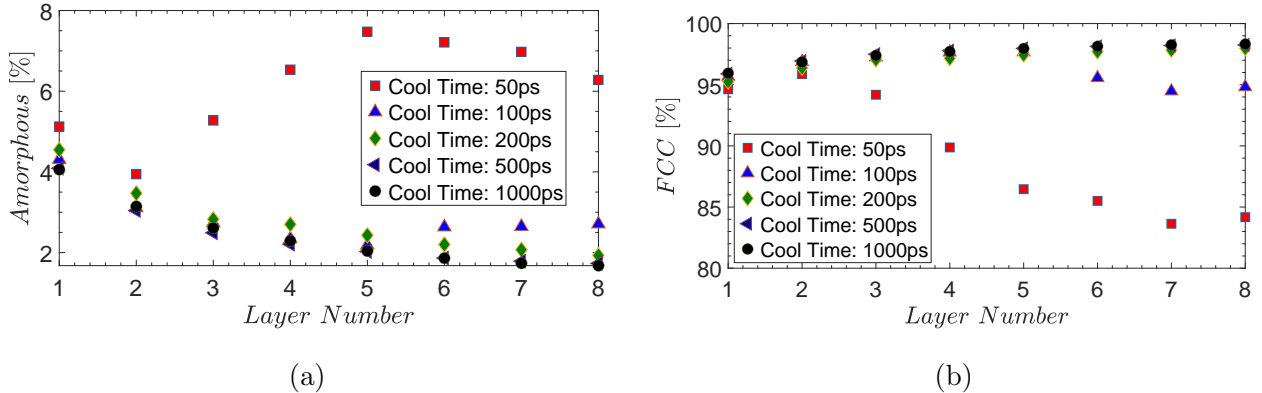 8
6
4
2
Amorphous [%]
Cool Time: 50ps
Cool Time: 100ps
Cool Time: 200ps
Cool Time: 500ps
Cool Time: 1000ps
1 2 3 4 5 6 7 8
Layer Number
(a)
100
95
90
85
80
FCC [%]
Cool Time: 50ps
Cool Time: 100ps
Cool Time: 200ps
Cool Time: 500ps
Cool Time: 1000ps
1 2 3 4 5 6 7 8
Layer Number
(b)